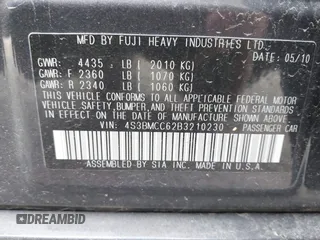 MFD BY FUJI HEAVY INDUSTRIES LTD.
GVWR: 4435 LB ( 2010 KG) DATE: 05/10
GAWR: F 2360 LB ( 1070 KG)
GAWR: R 2340 LB ( 1060 KG)
THIS VEHICLE CONFORMS TO ALL APPLICABLE FEDERAL MOTOR
VEHICLE SAFETY, BUMPER, AND THEFT PREVENTION STANDARDS
IN EFFECT ON THE DATE OF MANUFACTURE SHOWN ABOVE.
VIN: 4S3BMCC62B3210230 , PASSENGER CAR
ASSEMBLED BY SIA INC. MADE IN U.S.A.
DREAMBID